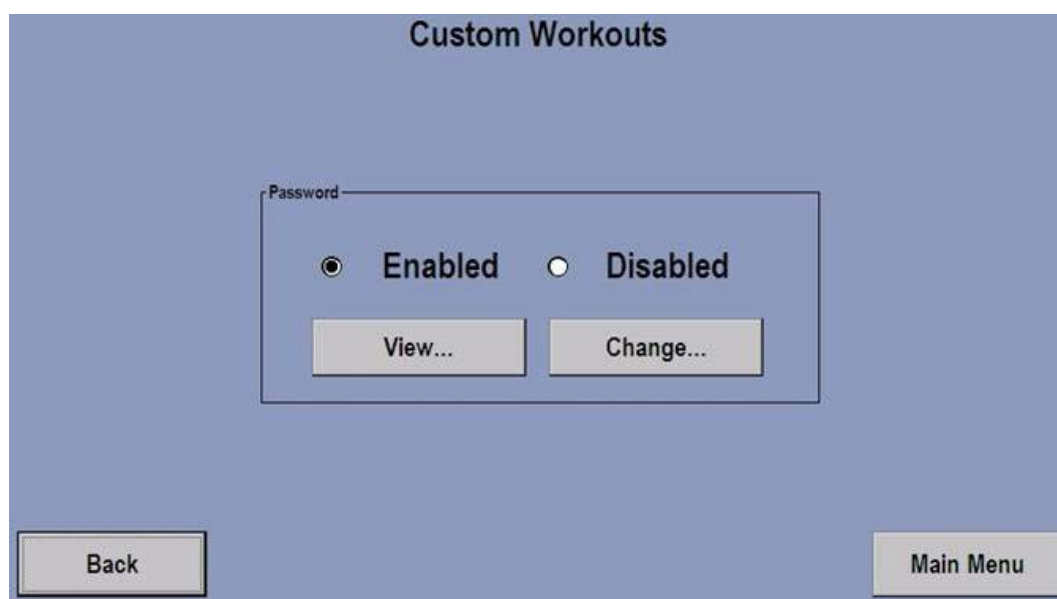 Custom Workouts
Password
Enabled Disabled
View... Change...
Back Main Menu